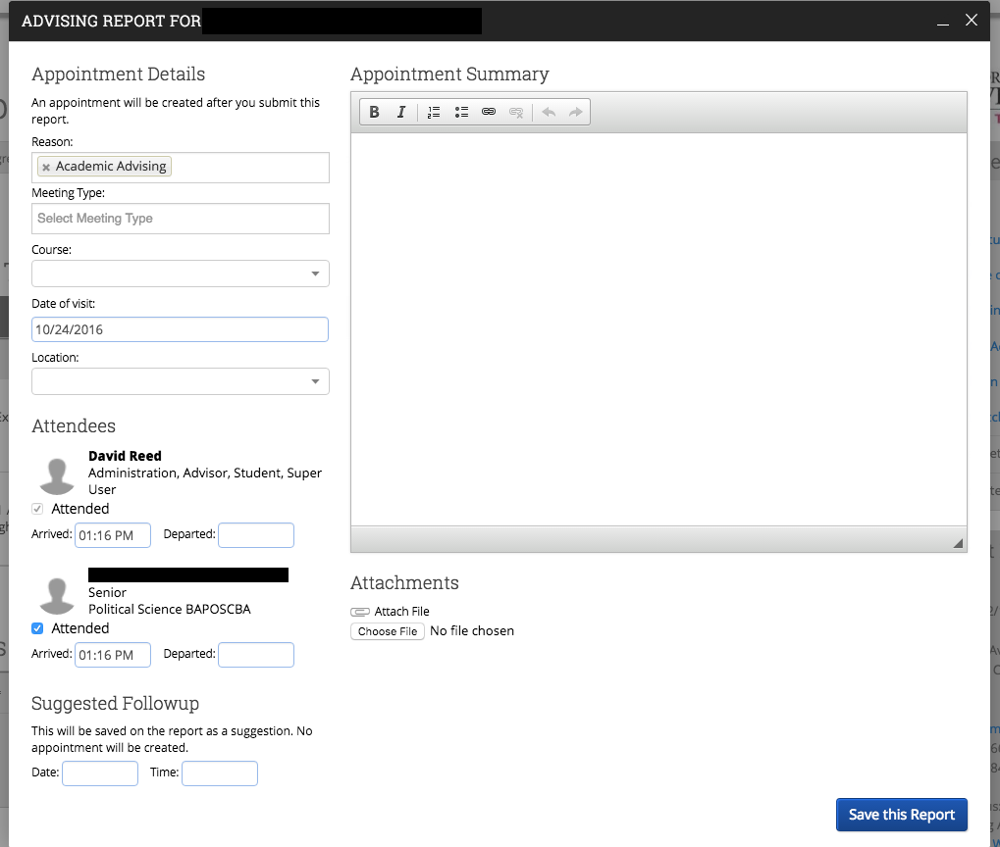 ADVISING REPORT FOR
Appointment Details
An appointment will be created after you submit this
report.
Reason:
× Academic Advising
Meeting Type:
Select Meeting Type
Course:
Date of visit:
10/24/2016
Location:
Attendees
David Reed
Administration, Advisor, Student, Super
User
Attended
Arrived: 01:16 PM Departed:
Senior
Political Science BAPOSCBA
Attended
Arrived: 01:16 PM Departed:
Suggested Followup
This will be saved on the report as a suggestion. No
appointment will be created.
Date: Time:
Appointment Summary
B I
Attachments
Attach File
Choose File No file chosen
Save this Report